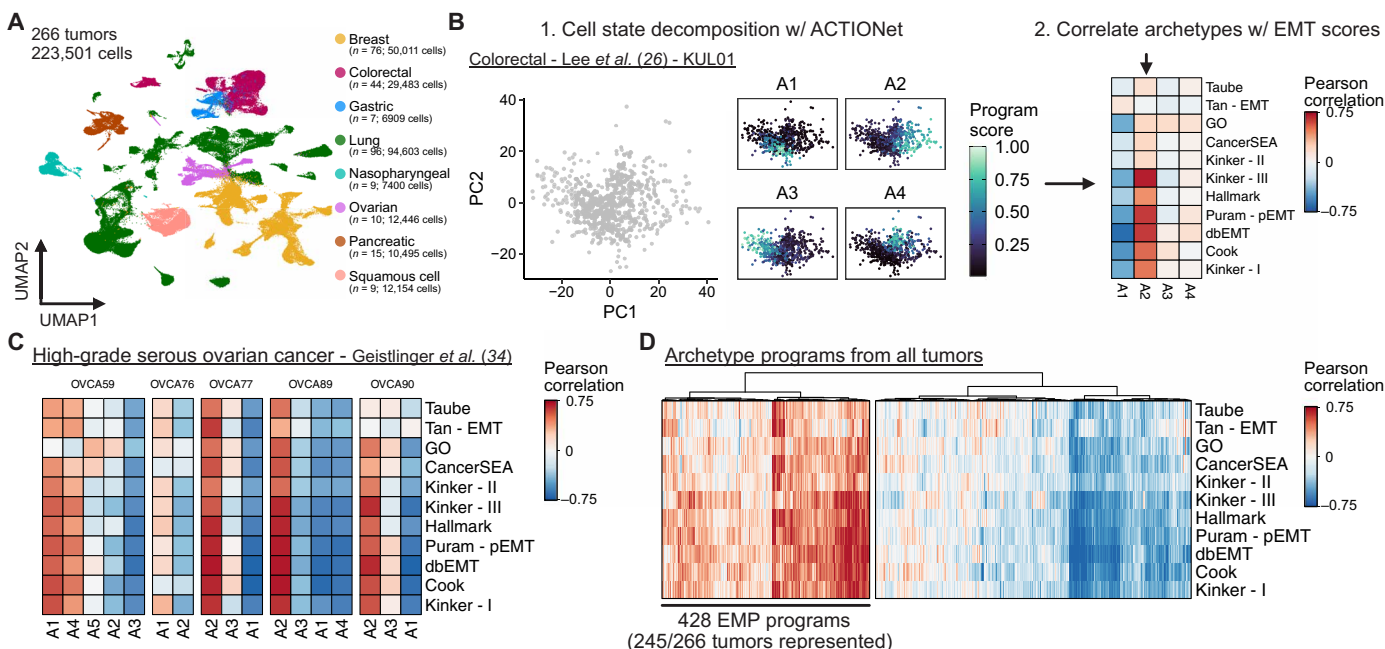 A
266 tumors
223,501 cells
Breast
(n = 76; 50,011 cells)
Colorectal
(n = 44; 29,483 cells)
Gastric
(n = 7; 6909 cells)
Lung
(n = 96; 94,603 cells)
Nasopharyngeal
(n = 9; 7400 cells)
Ovarian
(n = 10; 12,446 cells)
Pancreatic
(n = 15; 10,495 cells)
Squamous cell
(n = 9; 12,154 cells)
UMAP2
UMAP1
B
1. Cell state decomposition w/ ACTIONet
Colorectal - Lee et al. (26) - KUL01
40
20
0
−20
PC2
−20 0 20 40
PC1
A1 A2
A3 A4
Program
score
1.00
0.75
0.50
0.25
2. Correlate archetypes w/ EMT scores
Taube
Tan - EMT
GO
CancerSEA
Kinker - II
Kinker - III
Hallmark
Puram - pEMT
dbEMT
Cook
Kinker - I
A1 A2 A3 A4
Pearson
correlation
0.75
0
−0.75
C
High-grade serous ovarian cancer - Geistlinger et al. (34)
OVCA59 OVCA76 OVCA77 OVCA89 OVCA90
Taube
Tan - EMT
GO
CancerSEA
Kinker - II
Kinker - III
Hallmark
Puram - pEMT
dbEMT
Cook
Kinker - I
A1 A4 A5 A2 A3 A1 A2 A2 A3 A1 A2 A3 A1 A4 A2 A3 A1
Pearson
correlation
0.75
0
−0.75
D
Archetype programs from all tumors
Taube
Tan - EMT
GO
CancerSEA
Kinker - II
Kinker - III
Hallmark
Puram - pEMT
dbEMT
Cook
Kinker - I
428 EMP programs
(245/266 tumors represented)
Pearson
correlation
0.75
0
−0.75